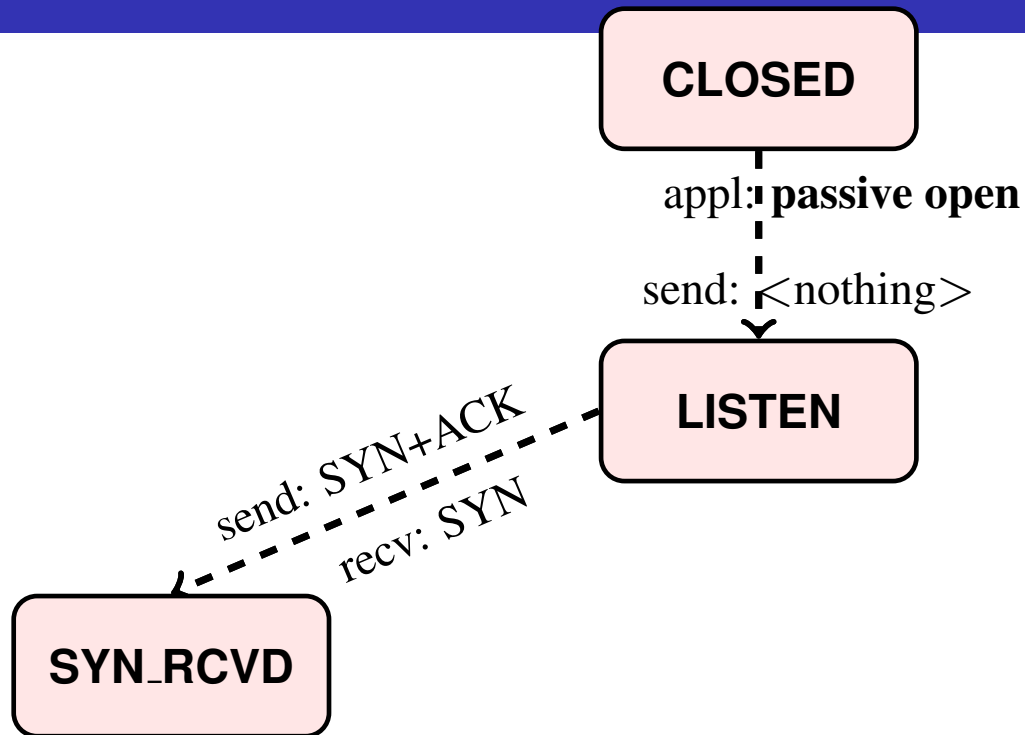 CLOSED
appl: passive open
send: <nothing>
LISTEN
send: SYN+ACK
recv: SYN
SYN_RCVD